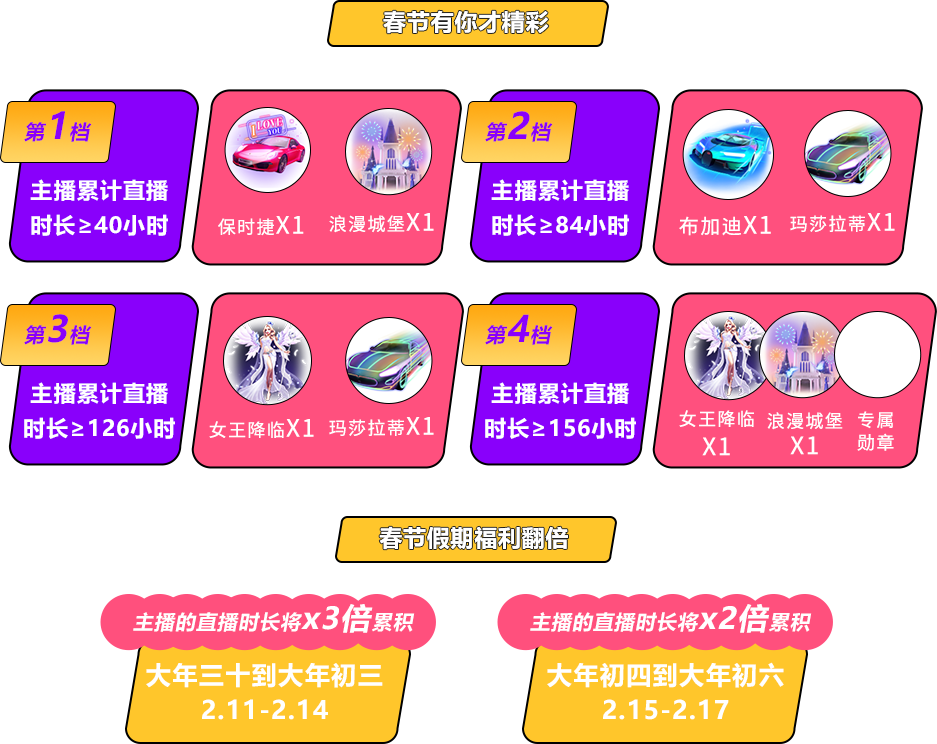 春节有你才精彩
第1档
主播累计直播
时长≥40小时
I LOVE
YOU
保时捷X1
浪漫城堡X1
第2档
主播累计直播
时长≥84小时
布加迪X1
玛莎拉蒂X1
第3档
主播累计直播
时长≥126小时
女王降临X1
玛莎拉蒂X1
第4档
主播累计直播
时长≥156小时
女王降临
X1
浪漫城堡
X1
专属
勋章
春节假期福利翻倍
主播的直播时长将x3倍累积
大年三十到大年初三
2.11-2.14
主播的直播时长将x2倍累积
大年初四到大年初六
2.15-2.17